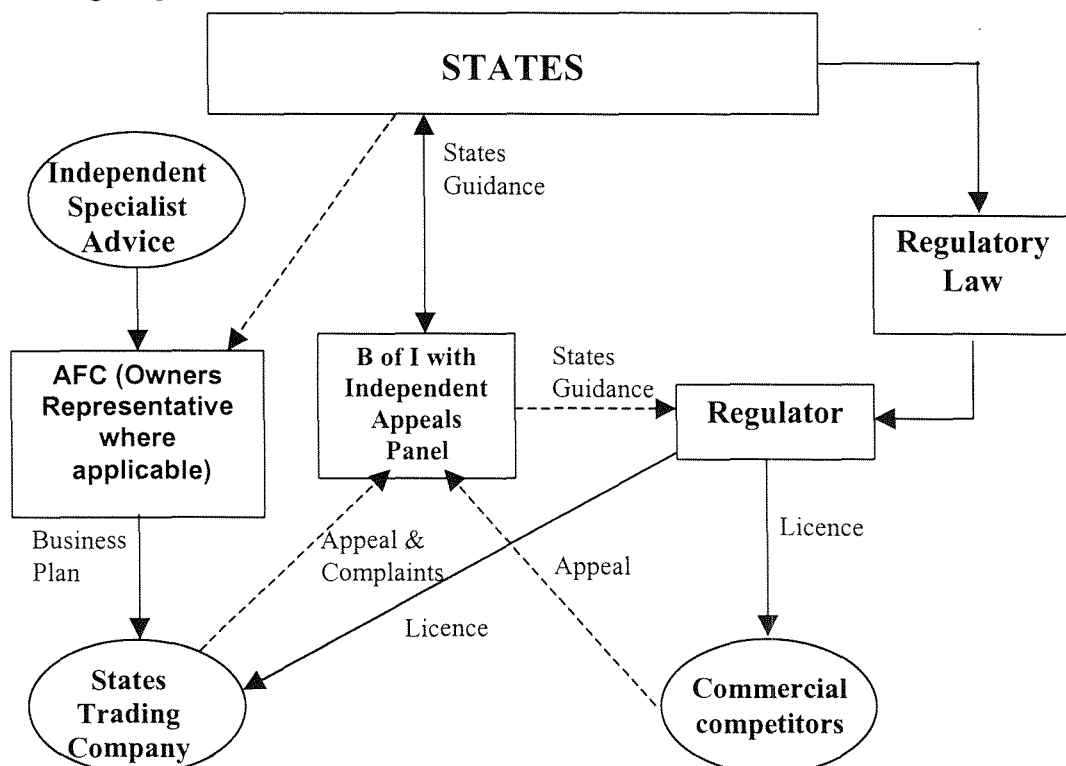 STATES
States
Guidance
Independent
Specialist
Advice
Regulatory
Law
AFC (Owners
Representative
where
applicable)
B of I with
Independent
Appeals
Panel
States
Guidance
Regulator
Business
Plan
Appeal &
Complaints
Appeal
Licence
Licence
States
Trading
Company
Commercial
competitors